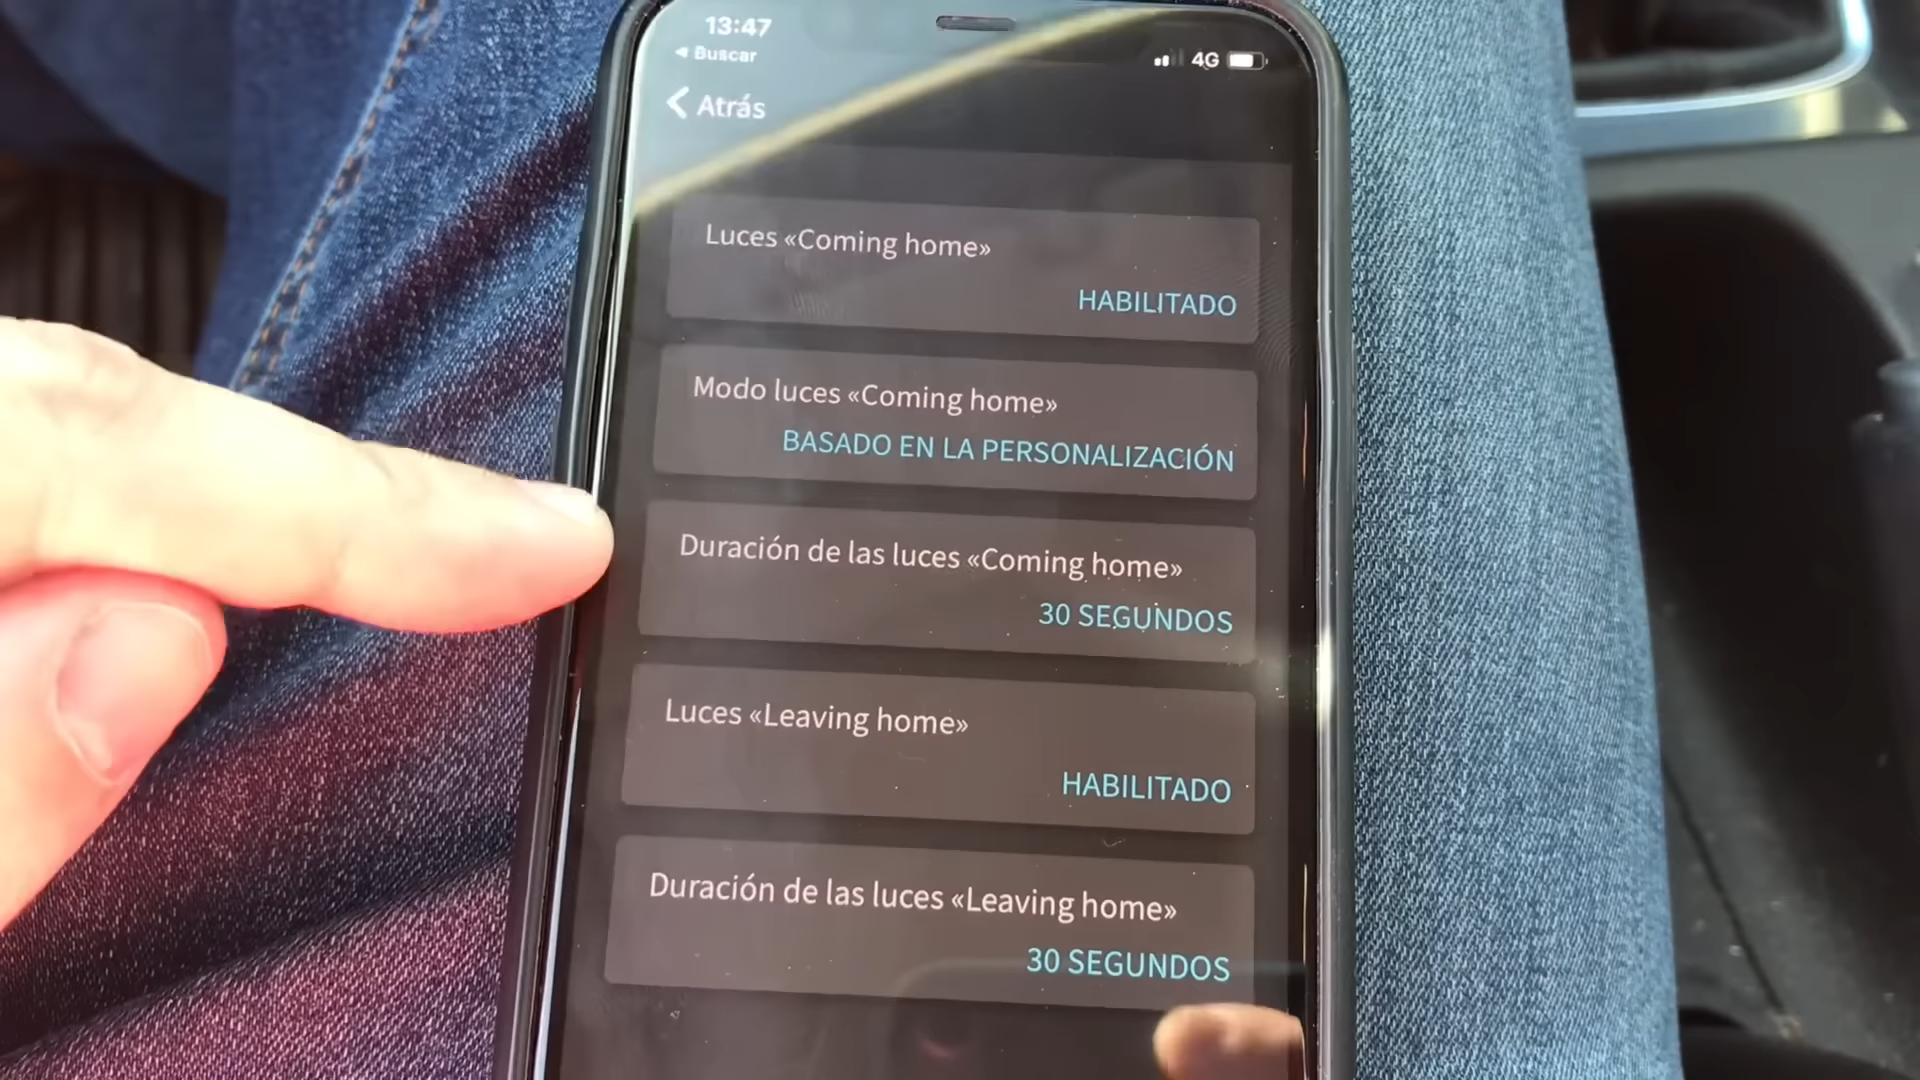 13:47
Buscar
4G
Atrás
Luces «Coming home»
HABILITADO
Modo luces «Coming home»
BASADO EN LA PERSONALIZACIÓN
Duración de las luces «Coming home»
30 SEGUNDOS
Luces «Leaving home»
HABILITADO
Duración de las luces «Leaving home»
30 SEGUNDOS